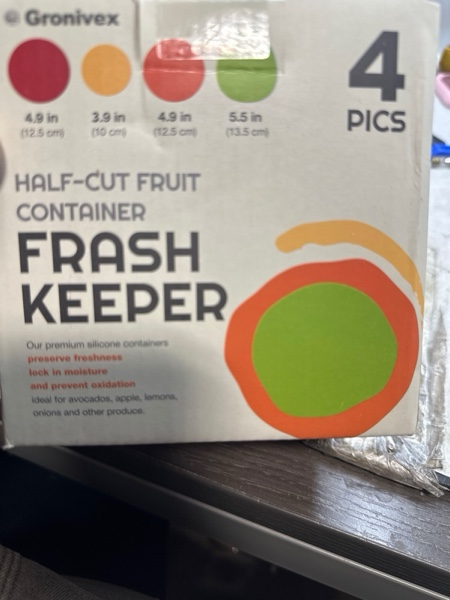 Gronivex
4.9 in 3.9 in 4.9 in 5.5 in
(12.5 cm) (10 cm) (12.5 cm) (13.5 cm)
4
PICS
HALF-CUT FRUIT
CONTAINER
FRASH
KEEPER
Our premium silicone containers
preserve freshness
lock in moisture
and prevent oxidation
ideal for avocados, apple, lemons,
onions and other produce.